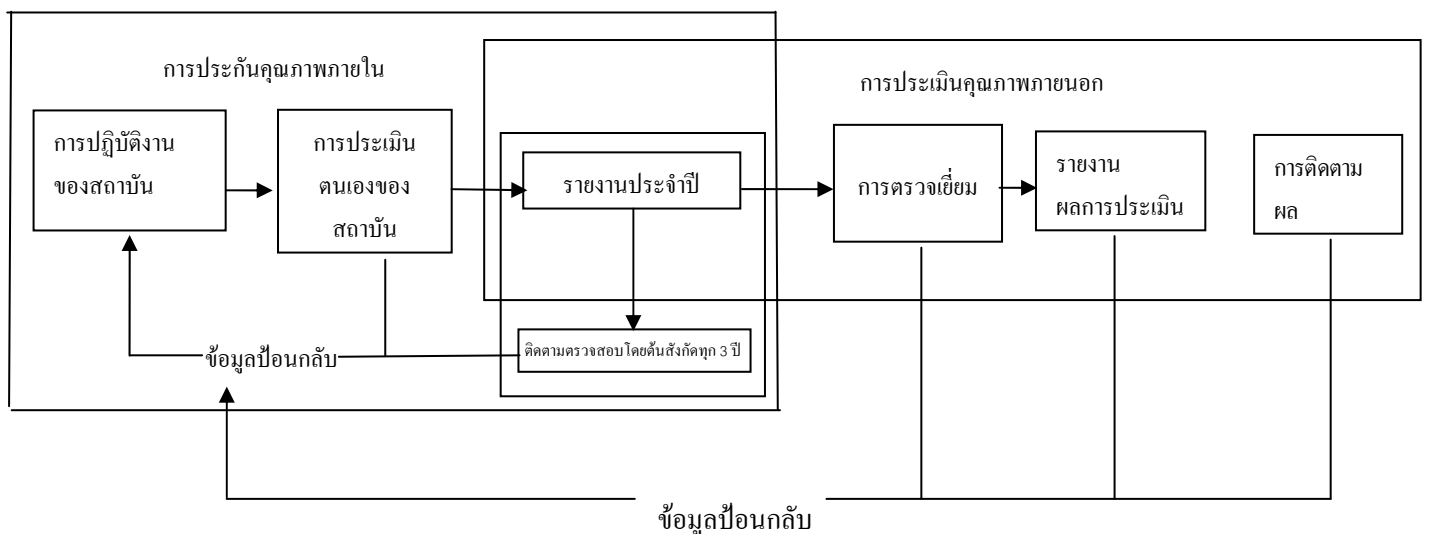 การประกันคุณภาพภายใน
การประเมินคุณภาพภายนอก
การปฏิบัติงาน
ของสถาบัน
การประเมิน
ตนเองของ
สถาบัน
รายงานประจำปี
การตรวจเยี่ยม
รายงาน
ผลการประเมิน
การติดตาม
ผล
ข้อมูลป้อนกลับ
ติดตามตรวจสอบโดยต้นสังกัดทุก 3 ปี
ข้อมูลป้อนกลับ